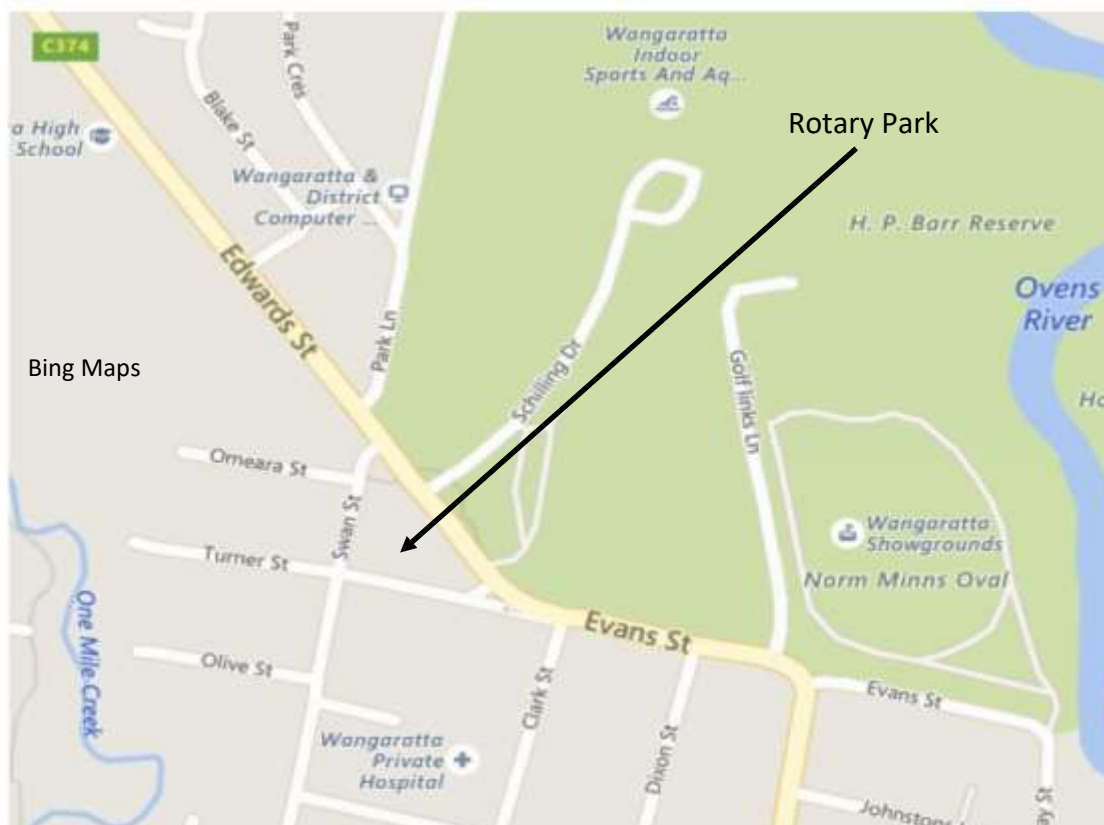 C374
Park Cres
Wangaratta
Indoor
Sports And Aq...
Rotary Park
Blake St
a High
School
Wangaratta &
District
Computer ...
H. P. Barr Reserve
Ovens
River
Edwards St
Park Ln
Bing Maps
Schilling Dr
Golf links Ln
Ho
Omeara St
Swan St
Turner St
Wangaratta
Showgrounds
Norm Minns Oval
One Mile Creek
Evans St
Olive St
Clark St
Evans St
Wangaratta
Private
Hospital
Dixon St
ay St